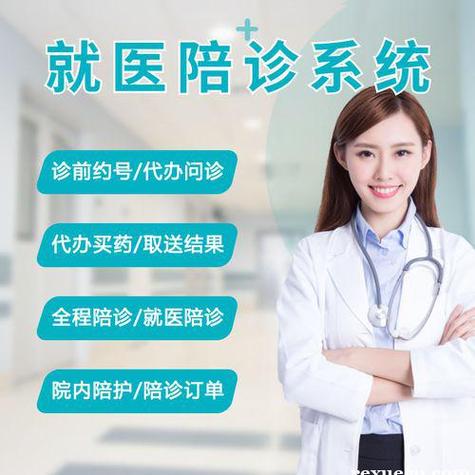 就医陪诊系统
诊前约号/代办问诊
代办买药/取送结果
全程陪诊/就医陪诊
院内陪护/陪诊订单